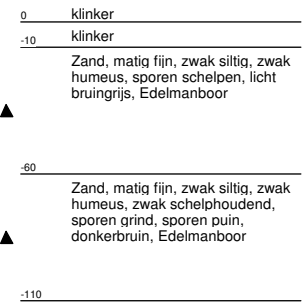 0 klinker
-10 klinker
Zand, matig fijn, zwak siltig, zwak
humeus, sporen schelpen, licht
bruingrijs, Edelmanboor
-60
Zand, matig fijn, zwak siltig, zwak
humeus, zwak schelphoudend,
sporen grind, sporen puin,
donkerbruin, Edelmanboor
-110